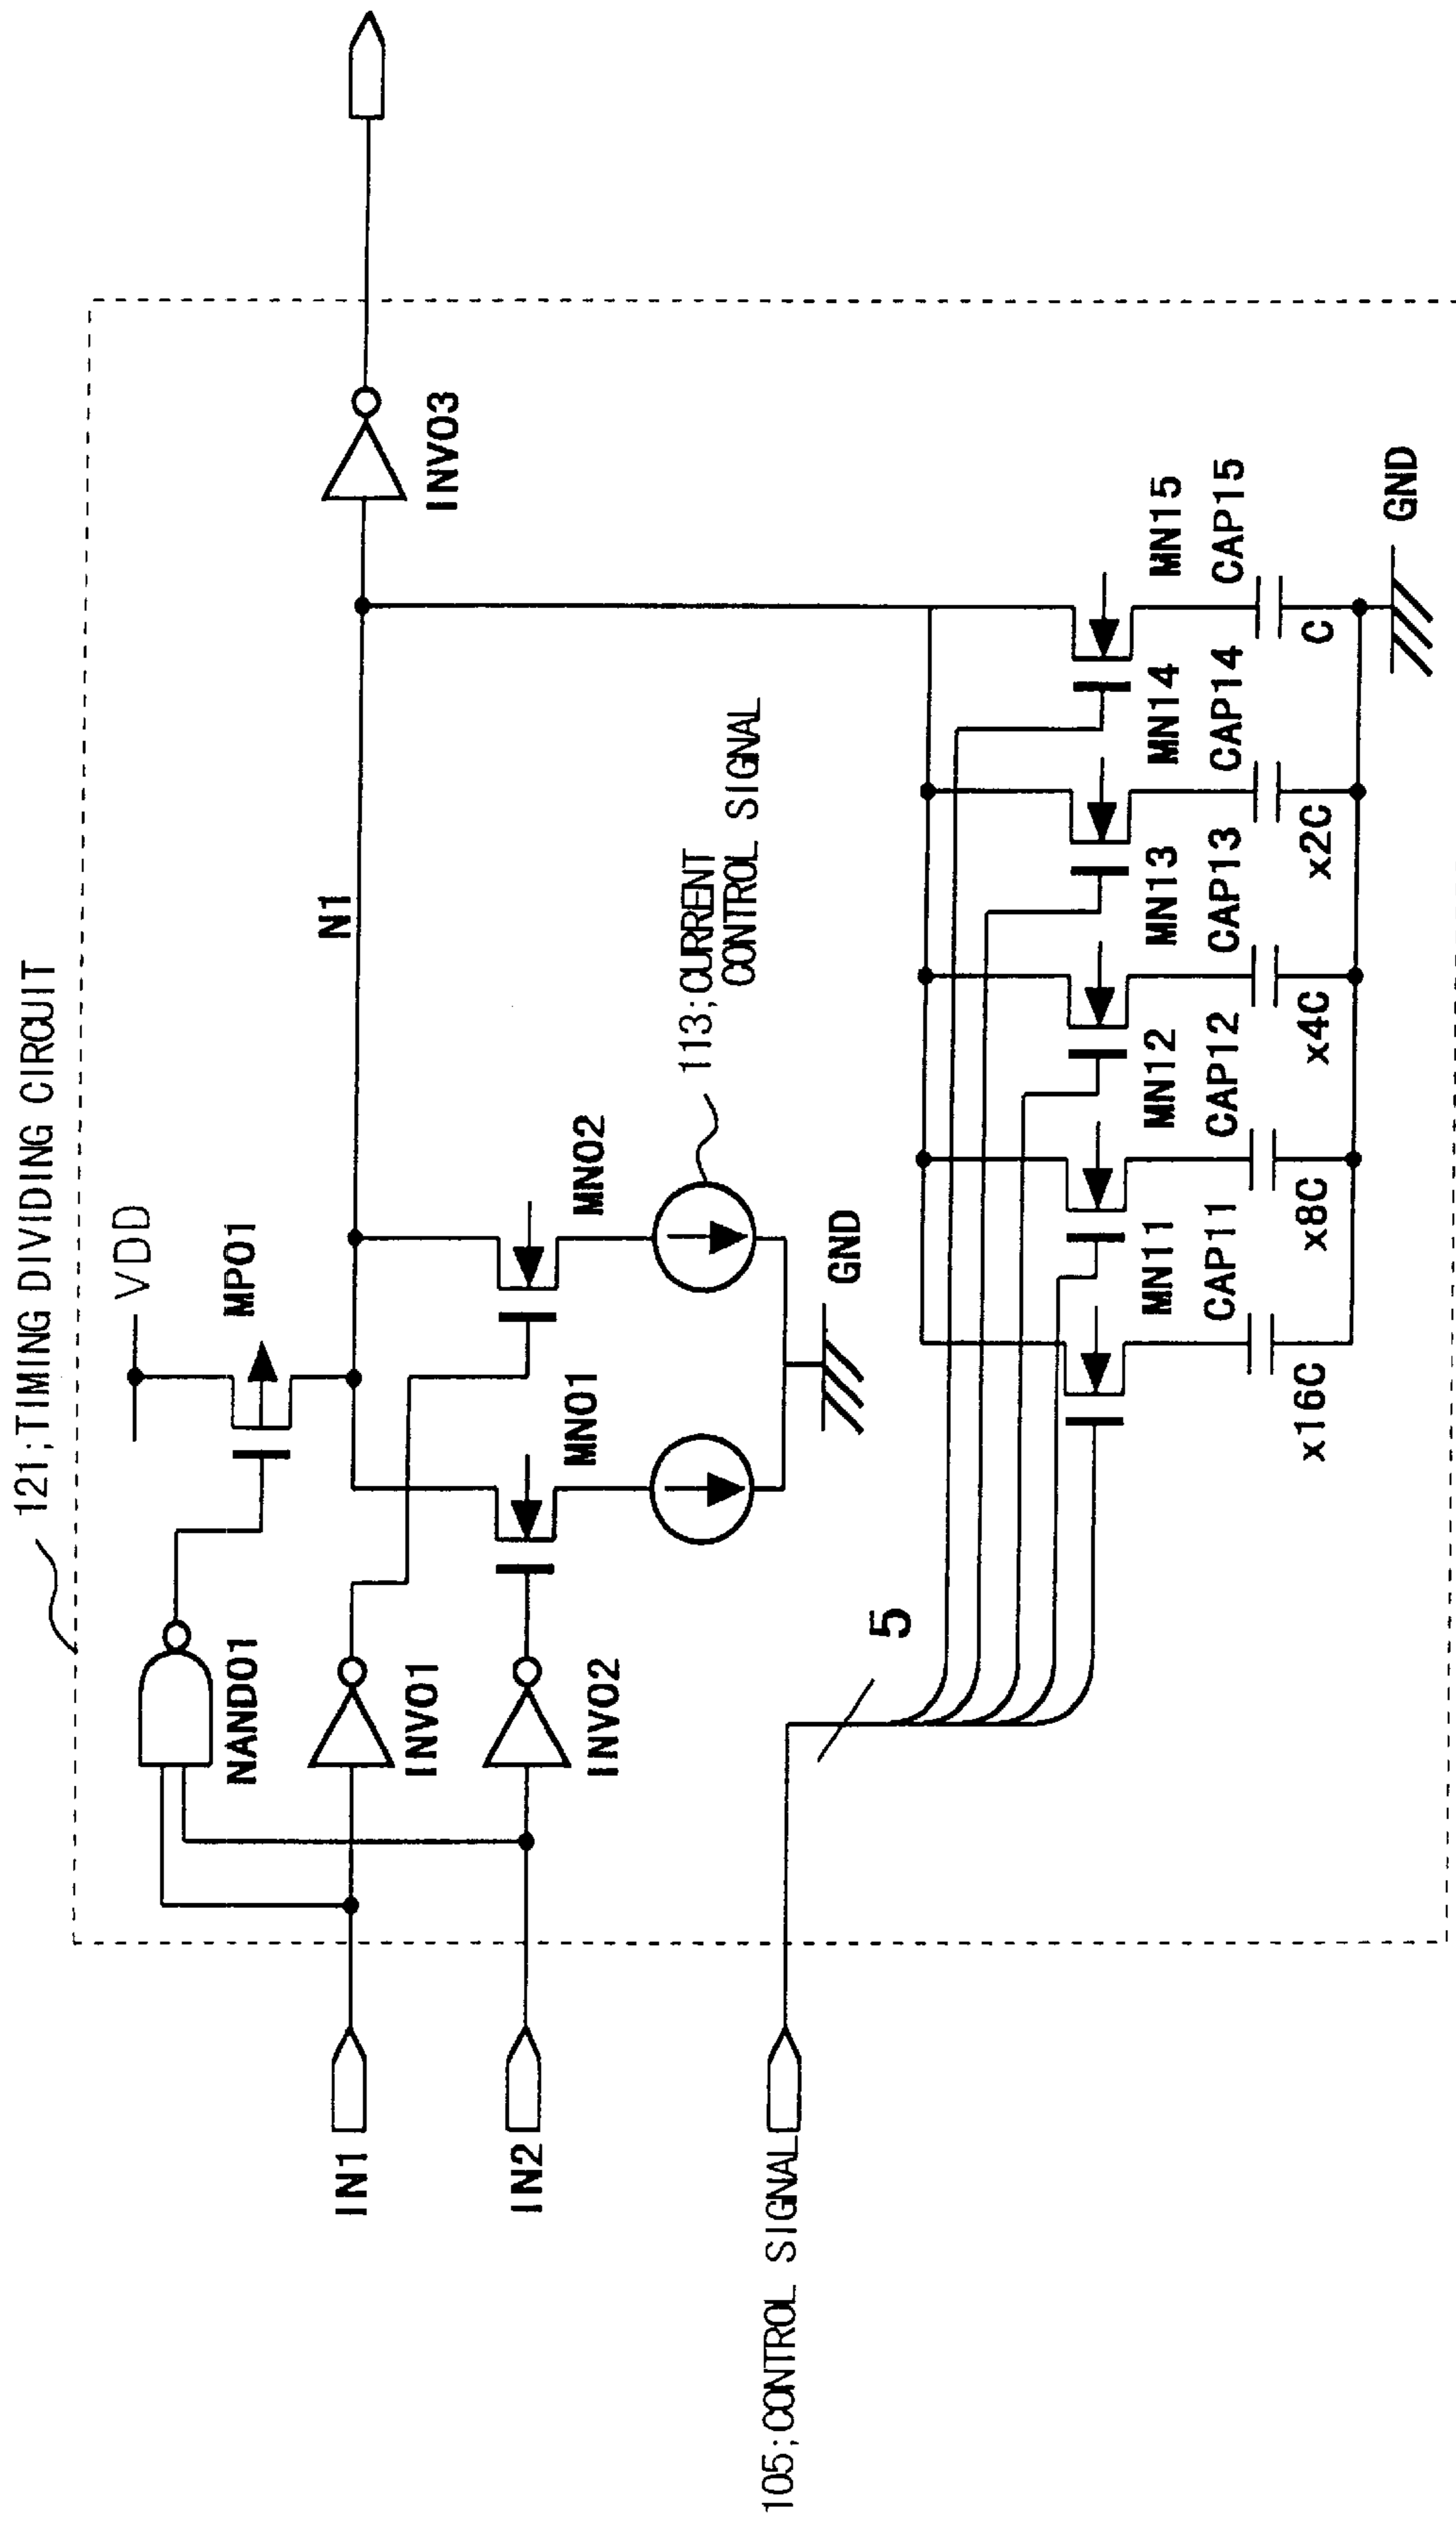 121;TIMING DIVIDING CIRCUIT
VDD
MP01
NAND01
N1
IN1
INV01
INV03
IN2
INV02
MN01
MN02
113;CURRENT
CONTROL SIGNAL
GND
105;CONTROL SIGNAL
5
MN11
MN12
MN13
MN14
MN15
CAP11
CAP12
CAP13
CAP14
CAP15
x16C
x8C
x4C
x2C
C
GND